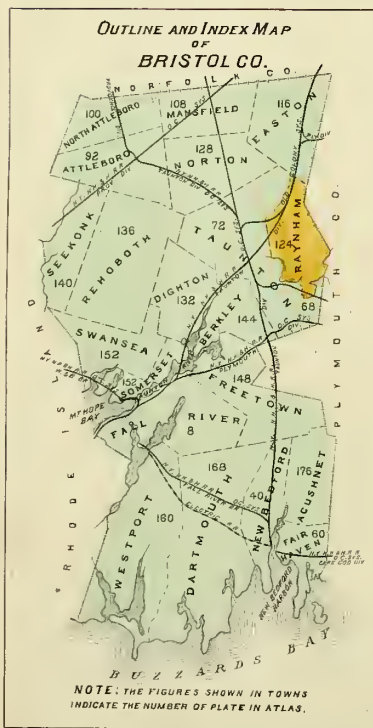 OUTLINE AND INDEX MAP
OF
BRISTOL CO.
NORFOLK CO.
100
NORTH ATTLEBORO
108
MANSFIELD
116
EASTON
92
ATTLEBORO
128
NORTON
SEEKONK
140
136
REHOBOTH
72
TAUNTON
124
RAYNHAM
PLYMOUTH CO.
DIGHTON
132
BERKLEY
144
68
SWANSEA
152
152
SOMERSET
148
FREETOWN
MT HOPE
BAY
FALL RIVER
8
RHODE ISLAND
168
40
NEW BEDFORD
176
ACUSHNET
160
WESTPORT
DARTMOUTH
ELECTRIC R.R.
FAIR 60
HAVEN
NEW BEDFORD
HARBOR
BUZZARDS BAY
NOTE: THE FIGURES SHOWN IN TOWNS
INDICATE THE NUMBER OF PLATE IN ATLAS.